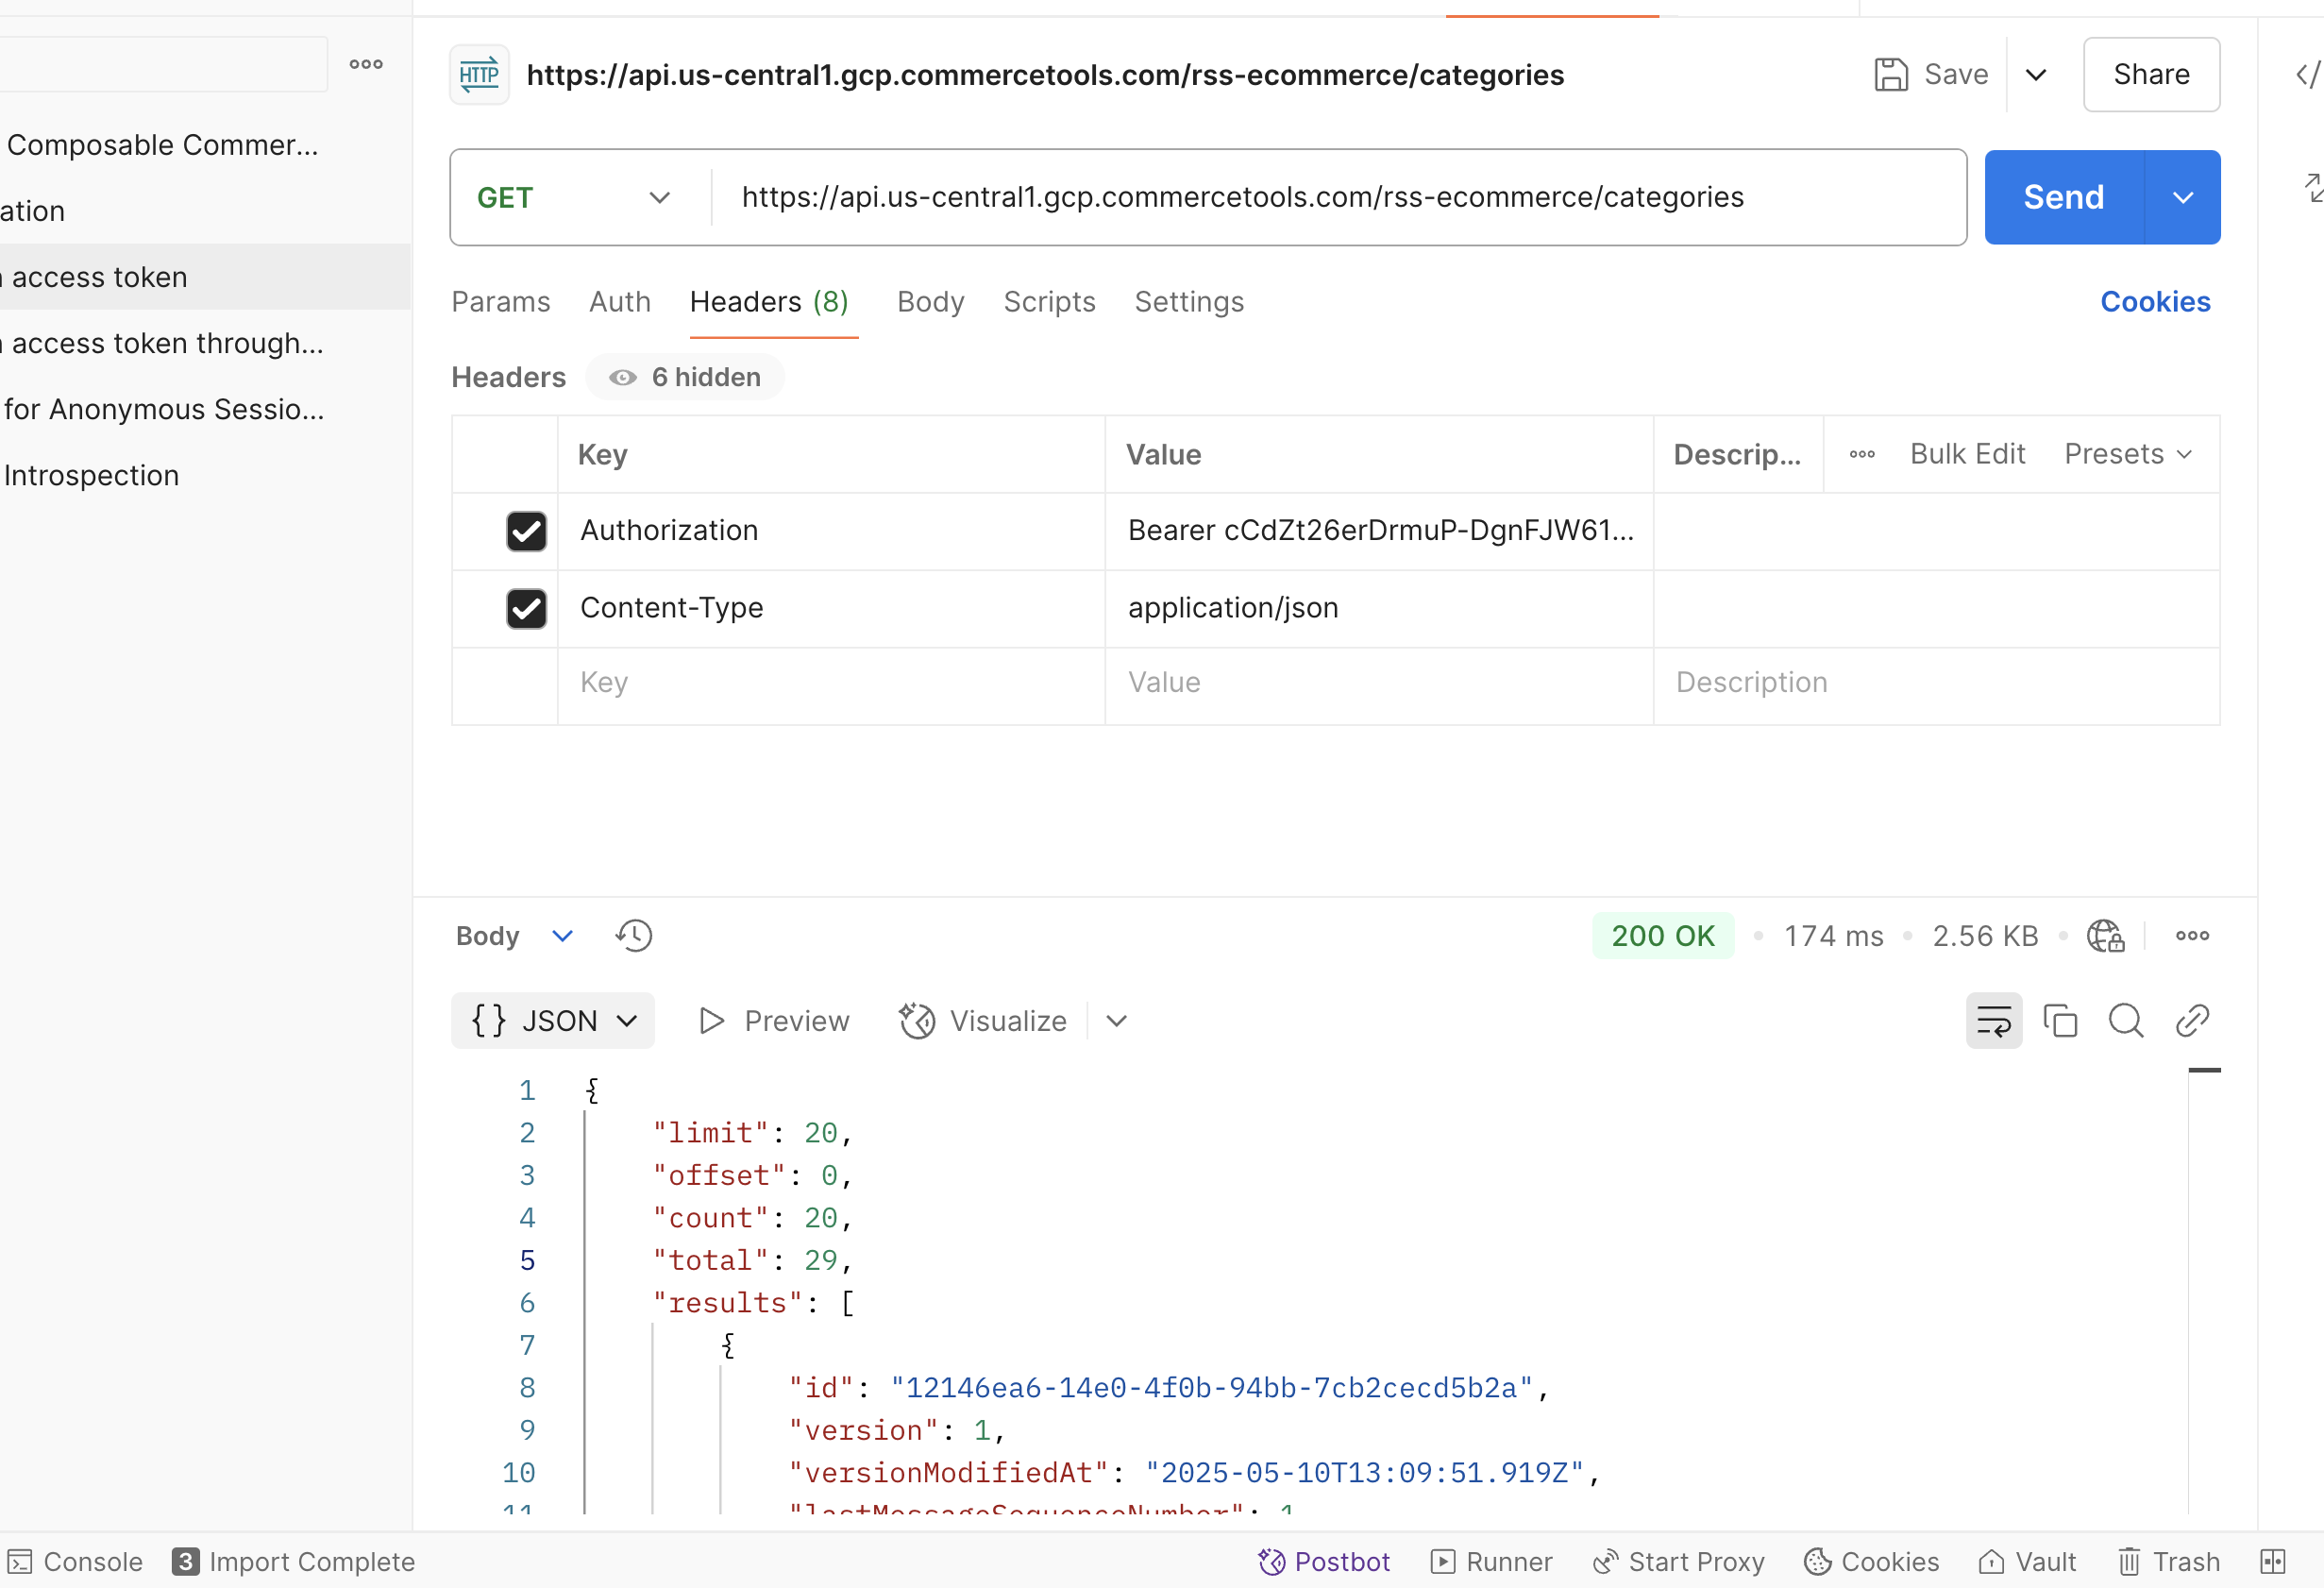 Composable Commer...
ation
access token
access token through...
for Anonymous Sessio...
Introspection
HTTP https://api.us-central1.gcp.commercetools.com/rss-ecommerce/categories Save Share
GET https://api.us-central1.gcp.commercetools.com/rss-ecommerce/categories Send
Params Auth Headers (8) Body Scripts Settings Cookies
Headers 6 hidden
Key Value Descrip... Bulk Edit Presets
Authorization Bearer cCdZt26erDrmuP-DgnFJW61...
Content-Type application/json
Key Value Description
Body 200 OK • 174 ms • 2.56 KB •
{} JSON Preview Visualize
1 {
2 "limit": 20,
3 "offset": 0,
4 "count": 20,
5 "total": 29,
6 "results": [
7 {
8 "id": "12146ea6-14e0-4f0b-94bb-7cb2cecd5b2a",
9 "version": 1,
10 "versionModifiedAt": "2025-05-10T13:09:51.919Z",
11 "lastMessageSequenceNumber": 1
Console 3 Import Complete Postbot Runner Start Proxy Cookies Vault Trash